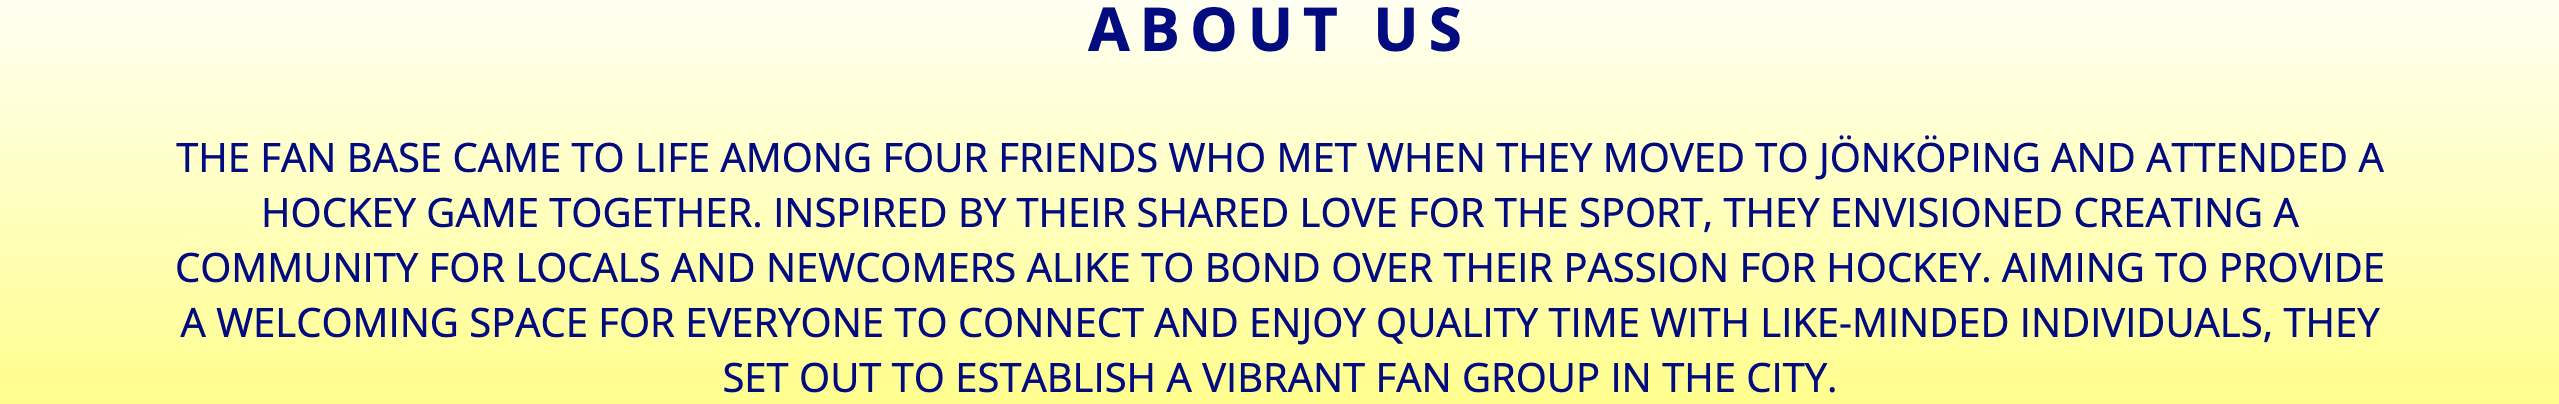 ABOUT US
THE FAN BASE CAME TO LIFE AMONG FOUR FRIENDS WHO MET WHEN THEY MOVED TO JÖNKÖPING AND ATTENDED A
HOCKEY GAME TOGETHER. INSPIRED BY THEIR SHARED LOVE FOR THE SPORT, THEY ENVISIONED CREATING A
COMMUNITY FOR LOCALS AND NEWCOMERS ALIKE TO BOND OVER THEIR PASSION FOR HOCKEY. AIMING TO PROVIDE
A WELCOMING SPACE FOR EVERYONE TO CONNECT AND ENJOY QUALITY TIME WITH LIKE-MINDED INDIVIDUALS, THEY
SET OUT TO ESTABLISH A VIBRANT FAN GROUP IN THE CITY.